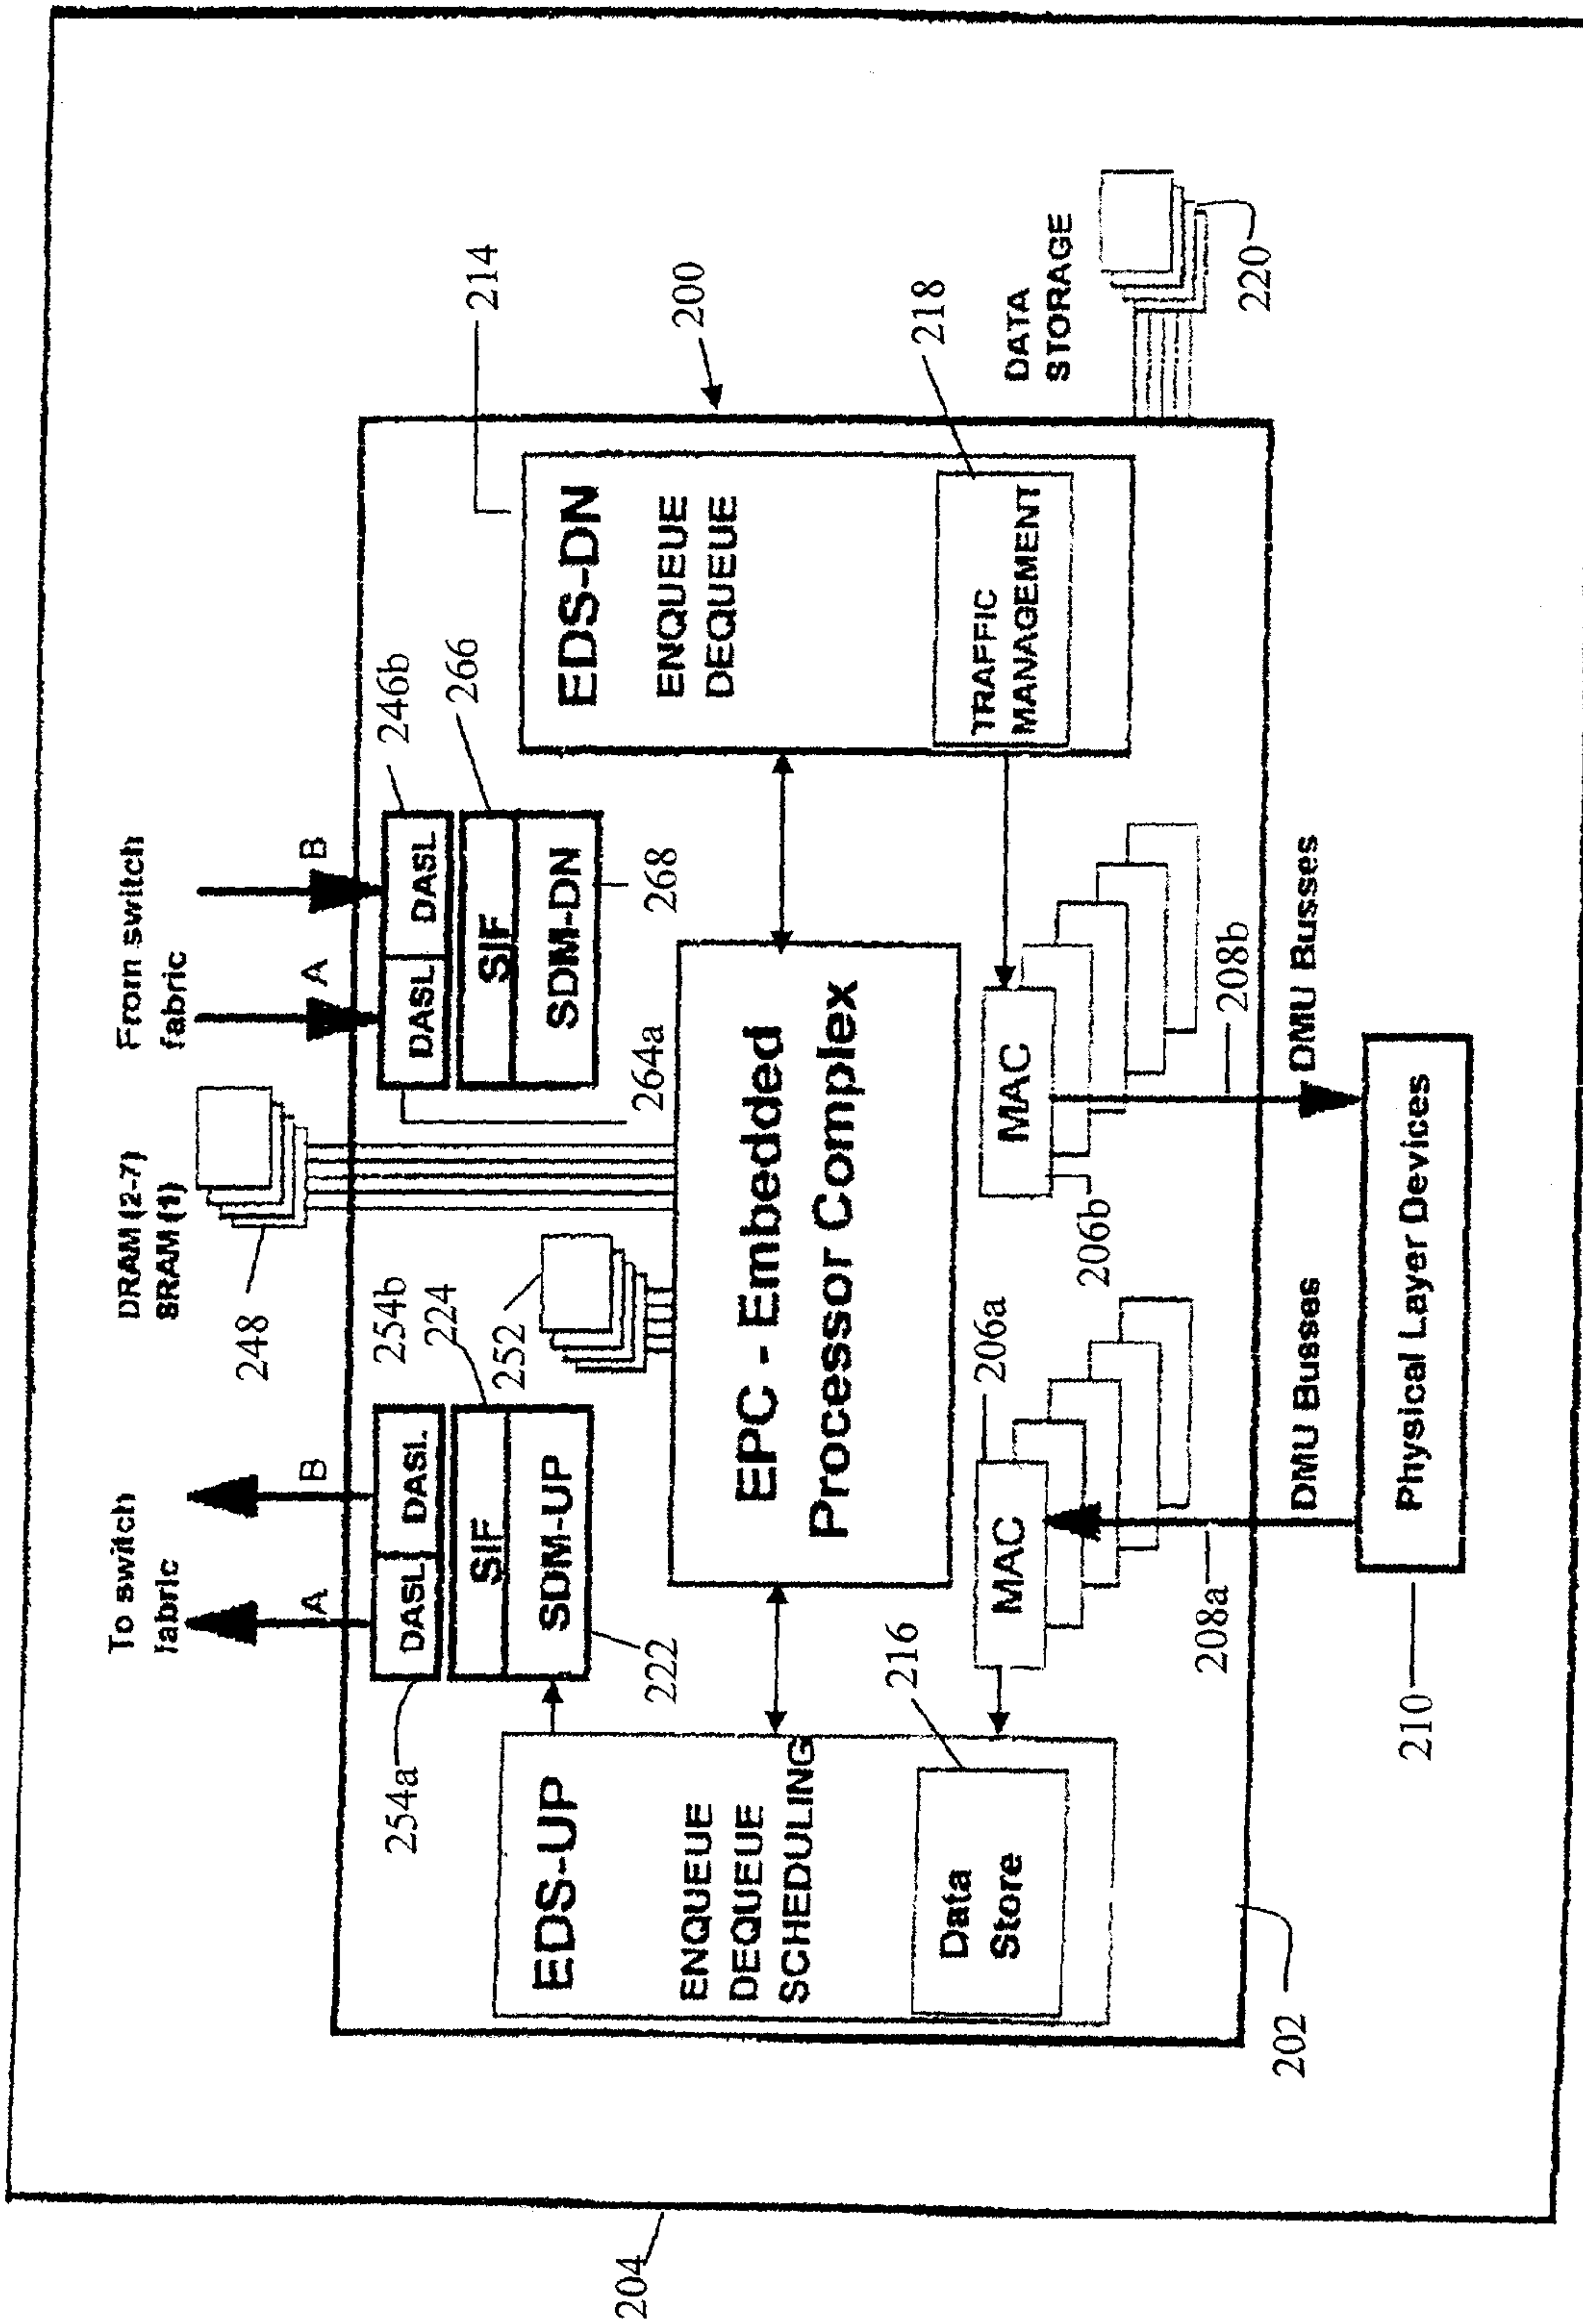 To switch
fabric
A
B
DRAM (2-7)
SRAM (1)
248
From switch
fabric
A
B
254a
DASL
DASL
254b
SIF
224
SDM-UP
222
252
DASL
DASL
246b
SIF
266
SDM-DN
268
264a
214
200
EDS-UP
ENQUEUE
DEQUEUE
SCHEDULING
216
Data
Store
EPC - Embedded
Processor Complex
EDS-DN
ENQUEUE
DEQUEUE
218
TRAFFIC
MANAGEMENT
DATA
STORAGE
220
MAC
206a
MAC
206b
208a
208b
202
DMU Busses
DMU Busses
210
Physical Layer Devices
204